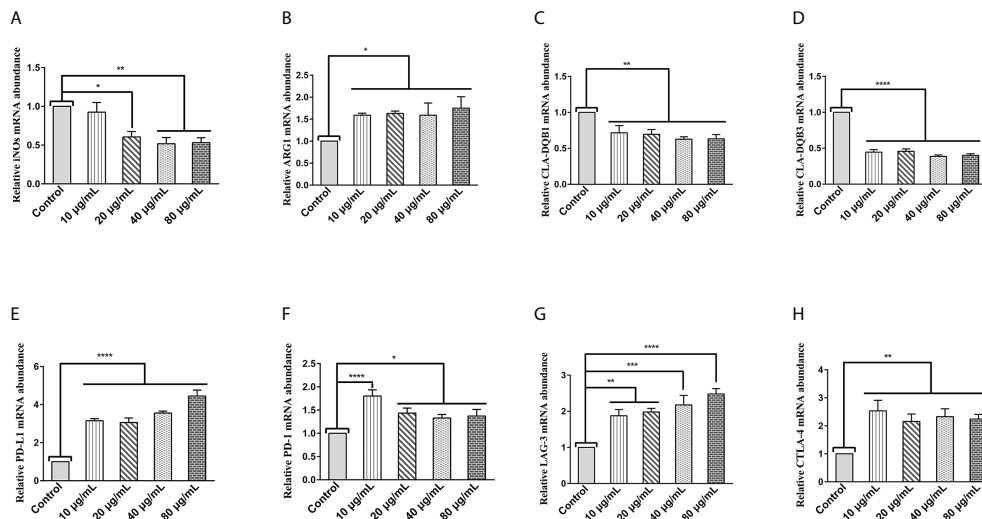 A
Relative iNOs mRNA abundance
1.5
1.0
0.5
0.0
**
*
Control
10 µg/mL
20 µg/mL
40 µg/mL
80 µg/mL
B
Relative ARG1 mRNA abundance
2.5
2.0
1.5
1.0
0.5
0.0
*
Control
10 µg/mL
20 µg/mL
40 µg/mL
80 µg/mL
C
Relative CLA-DQB1 mRNA abundance
1.5
1.0
0.5
0.0
**
Control
10 µg/mL
20 µg/mL
40 µg/mL
80 µg/mL
D
Relative CLA-DQB3 mRNA abundance
1.5
1.0
0.5
0.0
****
Control
10 µg/mL
20 µg/mL
40 µg/mL
80 µg/mL
E
Relative PD-L1 mRNA abundance
6
4
2
0
****
Control
10 µg/mL
20 µg/mL
40 µg/mL
80 µg/mL
F
Relative PD-1 mRNA abundance
2.5
2.0
1.5
1.0
0.5
0.0
*
****
Control
10 µg/mL
20 µg/mL
40 µg/mL
80 µg/mL
G
Relative LAG-3 mRNA abundance
3
2
1
0
****
***
**
Control
10 µg/mL
20 µg/mL
40 µg/mL
80 µg/mL
H
Relative CTLA-4 mRNA abundance
4
3
2
1
0
**
Control
10 µg/mL
20 µg/mL
40 µg/mL
80 µg/mL